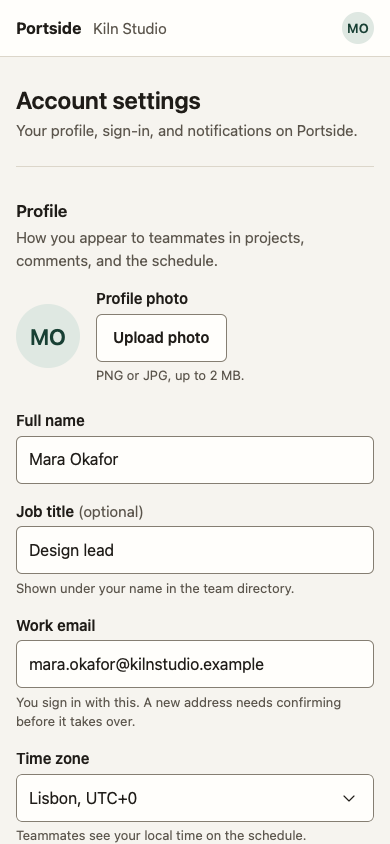 Portside Kiln Studio MO
Account settings
Your profile, sign-in, and notifications on Portside.
Profile
How you appear to teammates in projects,
comments, and the schedule.
MO
Profile photo
Upload photo
PNG or JPG, up to 2 MB.
Full name
Mara Okafor
Job title (optional)
Design lead
Shown under your name in the team directory.
Work email
mara.okafor@kilnstudio.example
You sign in with this. A new address needs confirming
before it takes over.
Time zone
Lisbon, UTC+0
Teammates see your local time on the schedule.